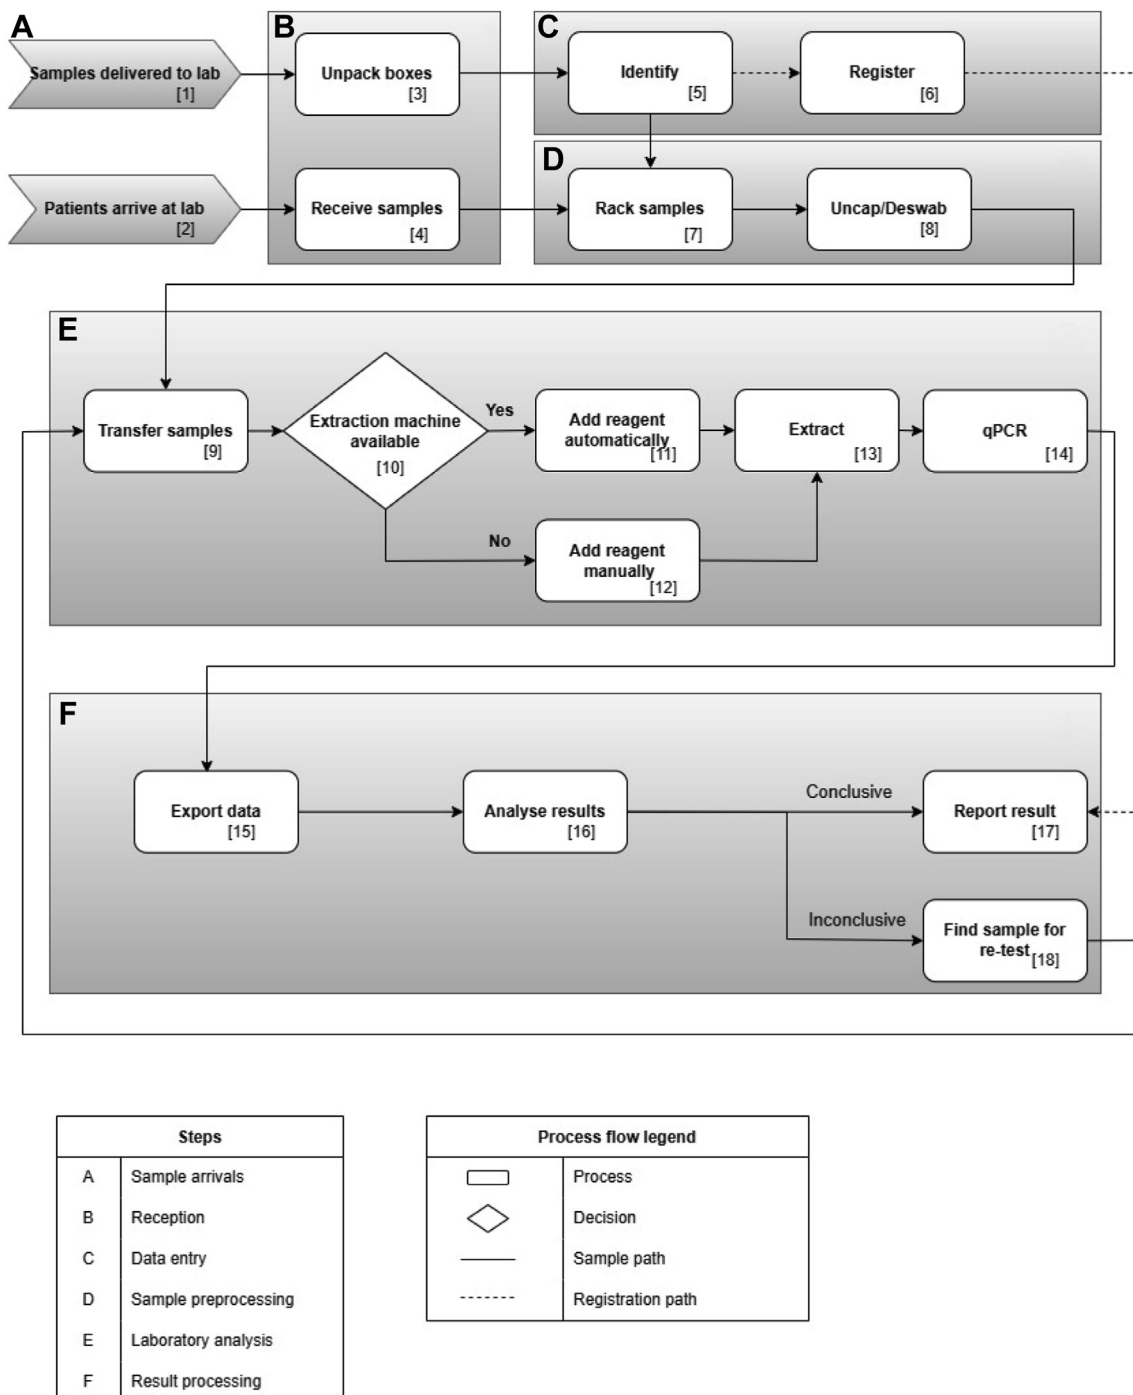 A
B
C
Samples delivered to lab
[1]
Unpack boxes
[3]
Identify
[5]
Register
[6]
D
Patients arrive at lab
[2]
Receive samples
[4]
Rack samples
[7]
Uncap/Deswab
[8]
E
Transfer samples
[9]
Extraction machine
available
[10]
Yes
Add reagent
automatically
[11]
Extract
[13]
qPCR
[14]
No
Add reagent
manually
[12]
F
Export data
[15]
Analyse results
[16]
Conclusive
Report result
[17]
Inconclusive
Find sample for
re-test
[18]
Steps
A Sample arrivals
B Reception
C Data entry
D Sample preprocessing
E Laboratory analysis
F Result processing
Process flow legend
Process
Decision
Sample path
Registration path